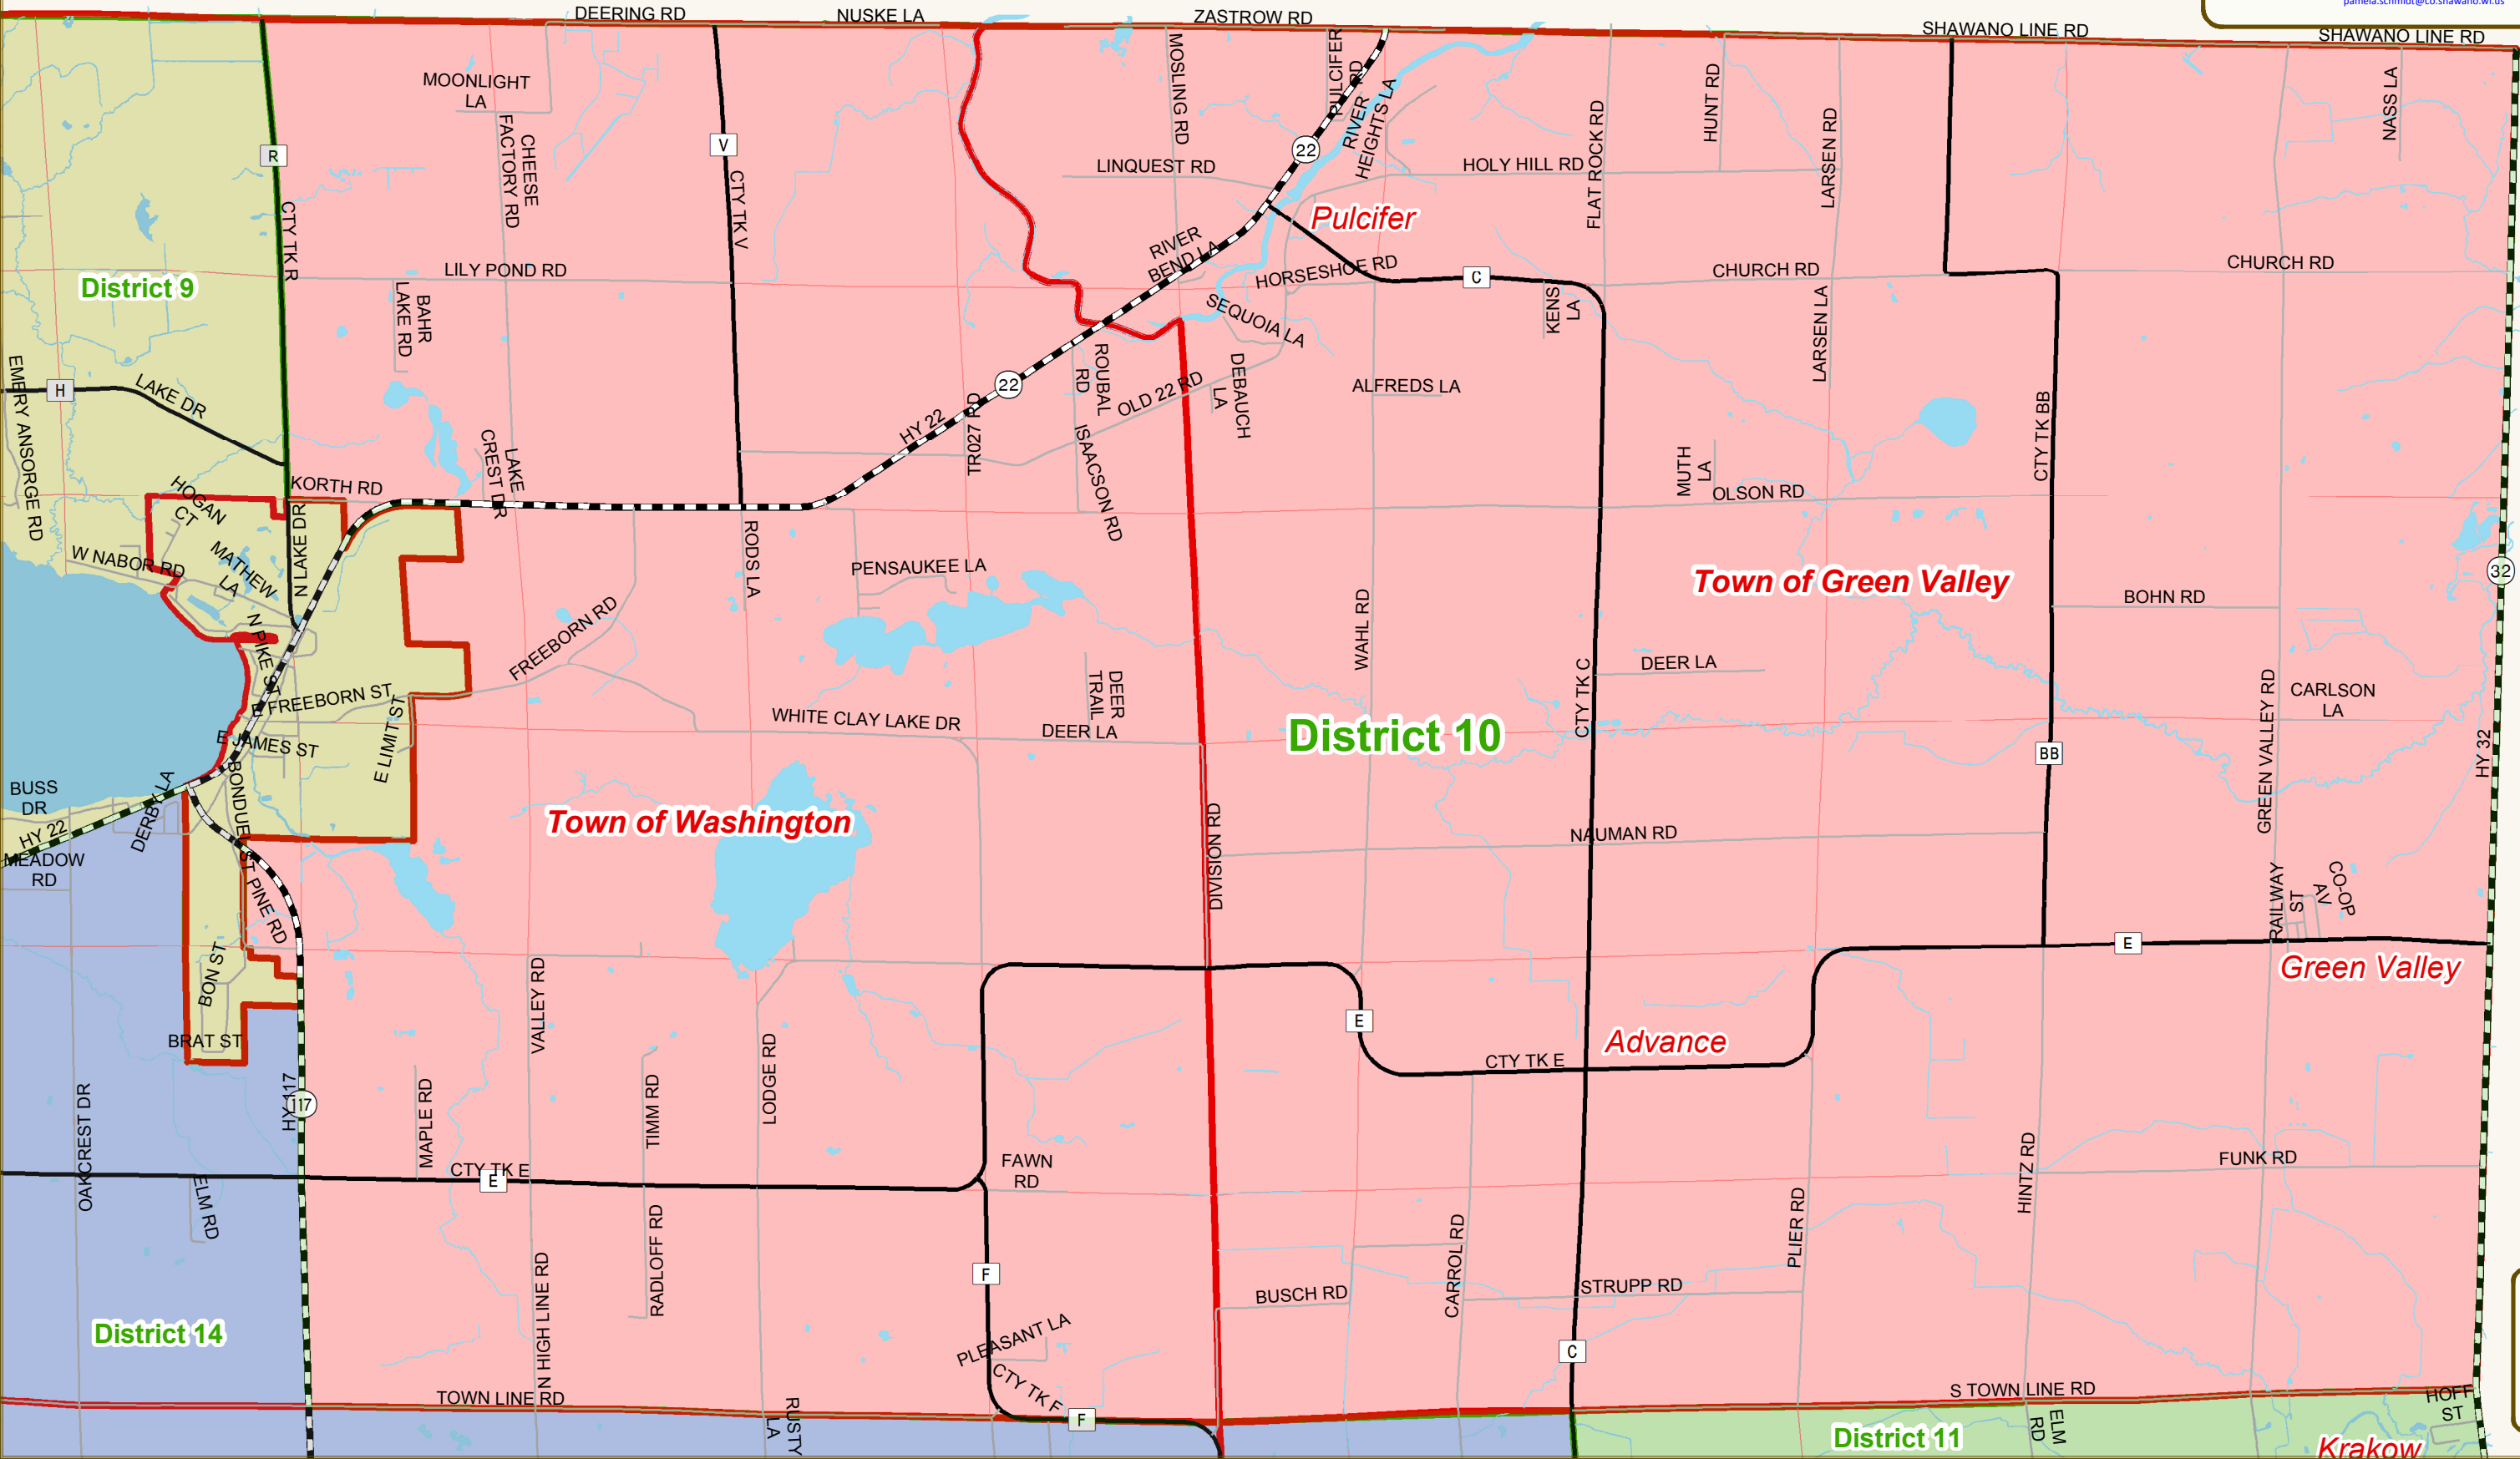 pamela.schmidt@co.shawano.wi.us
DEERING RD
NUSKE LA
ZASTROW RD
SHAWANO LINE RD
SHAWANO LINE RD
MOONLIGHT
LA
CHEESE
FACTORY RD
MOSLING RD
PULCIFER
RD
RIVER
HEIGHTS LA
HUNT RD
NASS LA
R
V
22
LINQUEST RD
HOLY HILL RD
FLAT ROCK RD
LARSEN RD
CTY TK R
CTY TK V
Pulcifer
RIVER
BEND LA
District 9
LILY POND RD
HORSESHOE RD
C
CHURCH RD
CHURCH RD
BAHR
LAKE RD
SEQUOIA LA
KENS
LA
LARSEN LA
EMERY ANSORGE RD
H
LAKE DR
22
ROUBAL
RD
OLD 22 RD
DEBAUCH
LA
ALFREDS LA
HY 22
TR027 RD
ISAACSON RD
CTY TK BB
LAKE
CREST DR
MUTH
LA
KORTH RD
HOGAN
CT
OLSON RD
N LAKE DR
W NABOR RD
MATHEW
LA
RODS LA
PENSAUKEE LA
Town of Green Valley
32
BOHN RD
FREEBORN RD
WAHL RD
N PIKE ST
E FREEBORN ST
DEER LA
CTY TK C
DEER
TRAIL
CARLSON
LA
GREEN VALLEY RD
WHITE CLAY LAKE DR
DEER LA
District 10
E JAMES ST
E LIMIT ST
BB
HY 32
BUSS
DR
DERBY LA
BONDUEL
ST
HY 22
Town of Washington
DIVISION RD
NAUMAN RD
MEADOW
RD
PINE RD
RAILWAY
ST
CO-OP
AV
BON ST
VALLEY RD
E
Green Valley
BRAT ST
E
Advance
CTY TK E
HY 117
117
OAKCREST DR
MAPLE RD
TIMM RD
LODGE RD
CTY TK E
E
FAWN
RD
HINTZ RD
FUNK RD
ELM RD
RADLOFF RD
PLIER RD
CARROL RD
F
N HIGH LINE RD
BUSCH RD
STRUPP RD
District 14
PLEASANT LA
C
CTY TK F
TOWN LINE RD
S TOWN LINE RD
HOFF
ST
RUSTY
LA
F
District 11
ELM
RD
Krakow